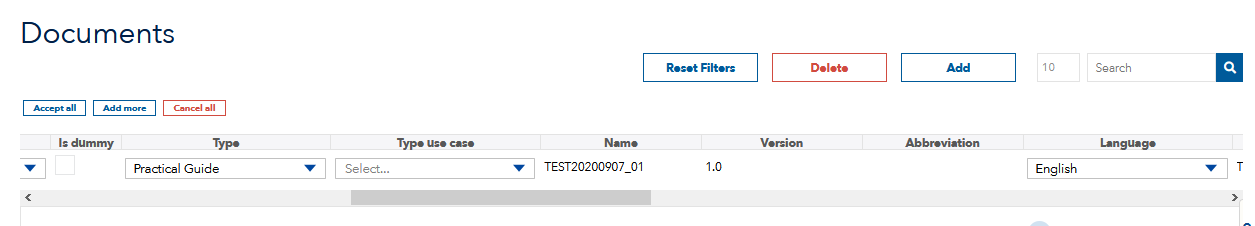 Documents
Reset Filters Delete Add 10 Search
Accept all Add more Cancel all
Is dummy Type Type use case Name Version Abbreviation Language
Practical Guide Select... TEST20200907_01 1.0 English